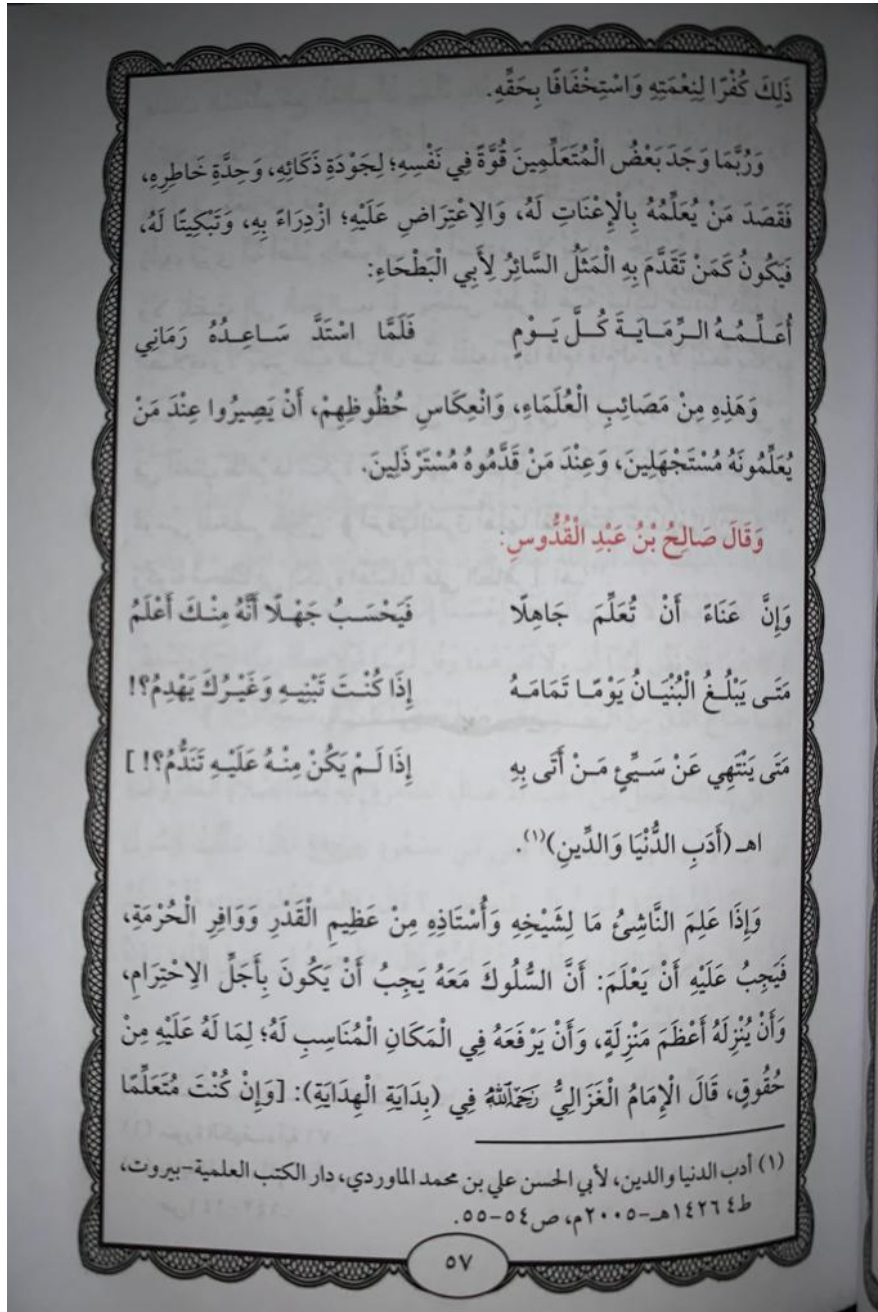 ذَلِكَ كُفْرًا لِنِعْمَتِهِ وَاسْتِخْفَافًا بِحَقِّهِ.
وَرُبَّمَا وَجَدَ بَعْضُ الْمُتَعَلِّمِينَ قُوَّةً فِي نَفْسِهِ؛ لِجَوْدَةِ ذَكَائِهِ، وَحِدَّةِ خَاطِرِهِ،
فَقَصَدَ مَنْ يُعَلِّمُهُ بِالْإِعْنَاتِ لَهُ، وَالِاعْتِرَاضِ عَلَيْهِ؛ ازْدِرَاءً بِهِ، وَتَبْكِيتًا لَهُ،
فَيَكُونُ كَمَنْ تَقَدَّمَ بِهِ الْمَثَلُ السَّائِرُ لِأَبِي الْبَطْحَاءِ:
أُعَلِّمُهُ الرِّمَايَةَ كُلَّ يَوْمٍ فَلَمَّا اسْتَدَّ سَاعِدُهُ رَمَانِي
وَهَذِهِ مِنْ مَصَائِبِ الْعُلَمَاءِ، وَانْعِكَاسِ حُظُوظِهِمْ، أَنْ يَصِيرُوا عِنْدَ مَنْ
يُعَلِّمُونَهُ مُسْتَجْهَلِينَ، وَعِنْدَ مَنْ قَدَّمُوهُ مُسْتَرْذَلِينَ.
وَقَالَ صَالِحُ بْنُ عَبْدِ الْقُدُّوسِ:
وَإِنَّ عَنَاءً أَنْ تُعَلِّمَ جَاهِلًا فَيَحْسَبُ جَهْلًا أَنَّهُ مِنْكَ أَعْلَمُ
مَتَى يَبْلُغُ الْبُنْيَانُ يَوْمًا تَمَامَهُ إِذَا كُنْتَ تَبْنِيهِ وَغَيْرُكَ يَهْدِمُ؟!
مَتَى يَنْتَهِي عَنْ سَيِّئٍ مَنْ أَتَى بِهِ إِذَا لَمْ يَكُنْ مِنْهُ عَلَيْهِ تَنَدُّمُ؟! ]
اهـ (أَدَبِ الدُّنْيَا وَالدِّينِ)(١).
وَإِذَا عَلِمَ النَّاشِئُ مَا لِشَيْخِهِ وَأُسْتَاذِهِ مِنْ عَظِيمِ الْقَدْرِ وَوَافِرِ الْحُرْمَةِ،
فَيَجِبُ عَلَيْهِ أَنْ يَعْلَمَ: أَنَّ السُّلُوكَ مَعَهُ يَجِبُ أَنْ يَكُونَ بِأَجَلِّ الِاحْتِرَامِ،
وَأَنْ يُنْزِلَهُ أَعْظَمَ مَنْزِلَةٍ، وَأَنْ يَرْفَعَهُ فِي الْمَكَانِ الْمُنَاسِبِ لَهُ؛ لِمَا لَهُ عَلَيْهِ مِنْ
حُقُوقٍ، قَالَ الْإِمَامُ الْغَزَالِيُّ رَحِمَهُ اللَّهُ فِي (بِدَايَةِ الْهِدَايَةِ): [وَإِنْ كُنْتَ مُتَعَلِّمًا
(١) أدب الدنيا والدين، لأبي الحسن علي بن محمد الماوردي، دار الكتب العلمية-بيروت،
ط٤ ١٤٢٦هـ-٢٠٠٥م، ص٥٤-٥٥.
٥٧